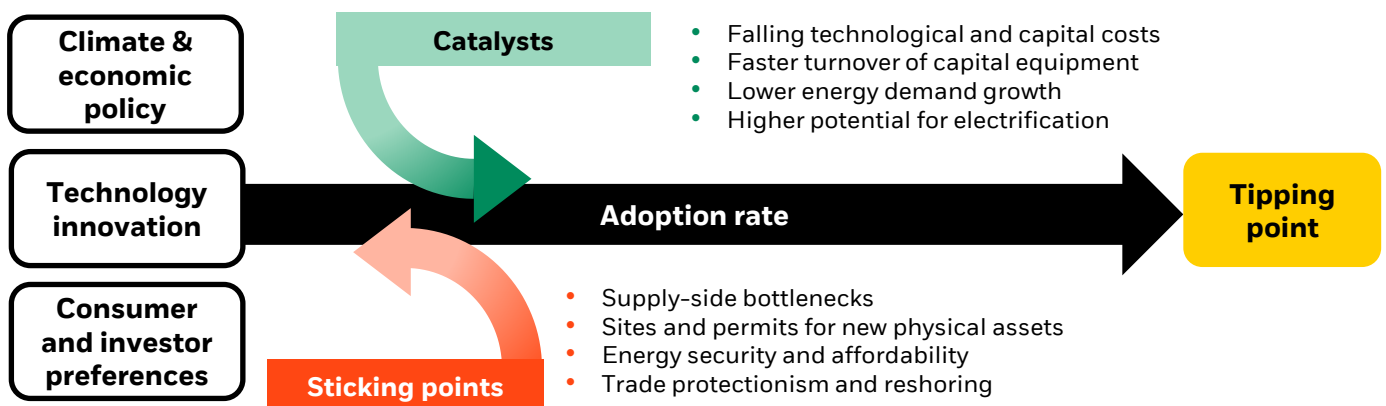 Climate &
economic
policy
Catalysts
• Falling technological and capital costs
• Faster turnover of capital equipment
• Lower energy demand growth
• Higher potential for electrification
Technology
innovation
Adoption rate
Tipping
point
Consumer
and investor
preferences
Sticking points
• Supply-side bottlenecks
• Sites and permits for new physical assets
• Energy security and affordability
• Trade protectionism and reshoring